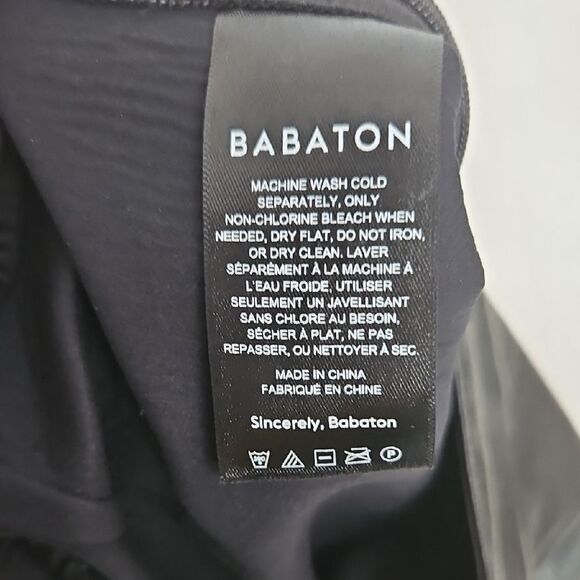 BABATON
MACHINE WASH COLD
SEPARATELY, ONLY
NON-CHLORINE BLEACH WHEN
NEEDED, DRY FLAT, DO NOT IRON,
OR DRY CLEAN. LAVER
SÉPARÉMENT À LA MACHINE À
L'EAU FROIDE, UTILISER
SEULEMENT UN JAVELLISANT
SANS CHLORE AU BESOIN,
SÉCHER À PLAT, NE PAS
REPASSER, OU NETTOYER À SEC.
MADE IN CHINA
FABRIQUÉ EN CHINE
Sincerely, Babaton
30C P